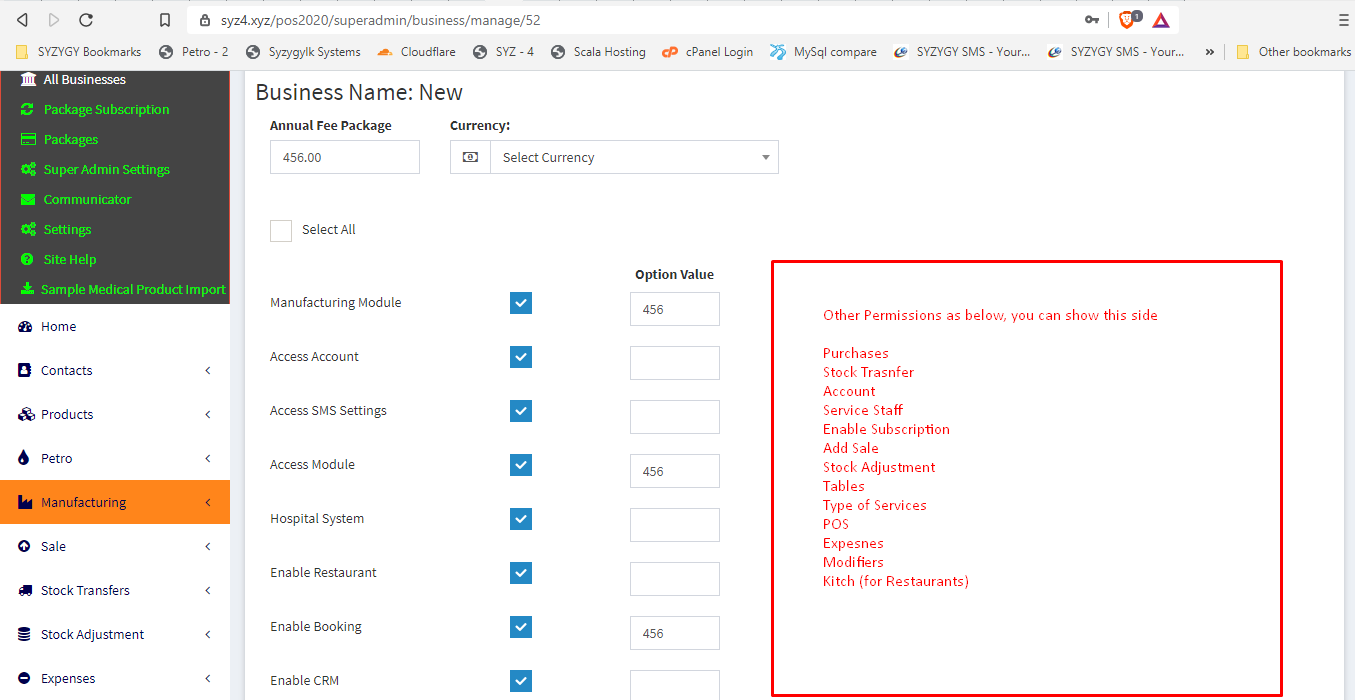 syz4.xyz/pos2020/superadmin/business/manage/52
1
SYZYGY Bookmarks
Petro - 2
Syzygylk Systems
Cloudflare
SYZ - 4
Scala Hosting
cPanel Login
MySql compare
SYZYGY SMS - Your...
SYZYGY SMS - Your...
»
Other bookmarks
All Businesses
Package Subscription
Packages
Super Admin Settings
Communicator
Settings
Site Help
Sample Medical Product Import
Home
Contacts
Products
Petro
Manufacturing
Sale
Stock Transfers
Stock Adjustment
Expenses
Business Name: New
Annual Fee Package
Currency:
456.00
Select Currency
Select All
Option Value
Manufacturing Module
456
Access Account
Access SMS Settings
Access Module
456
Hospital System
Enable Restaurant
Enable Booking
456
Enable CRM
Other Permissions as below, you can show this side
Purchases
Stock Trasnfer
Account
Service Staff
Enable Subscription
Add Sale
Stock Adjustment
Tables
Type of Services
POS
Expesnes
Modifiers
Kitch (for Restaurants)